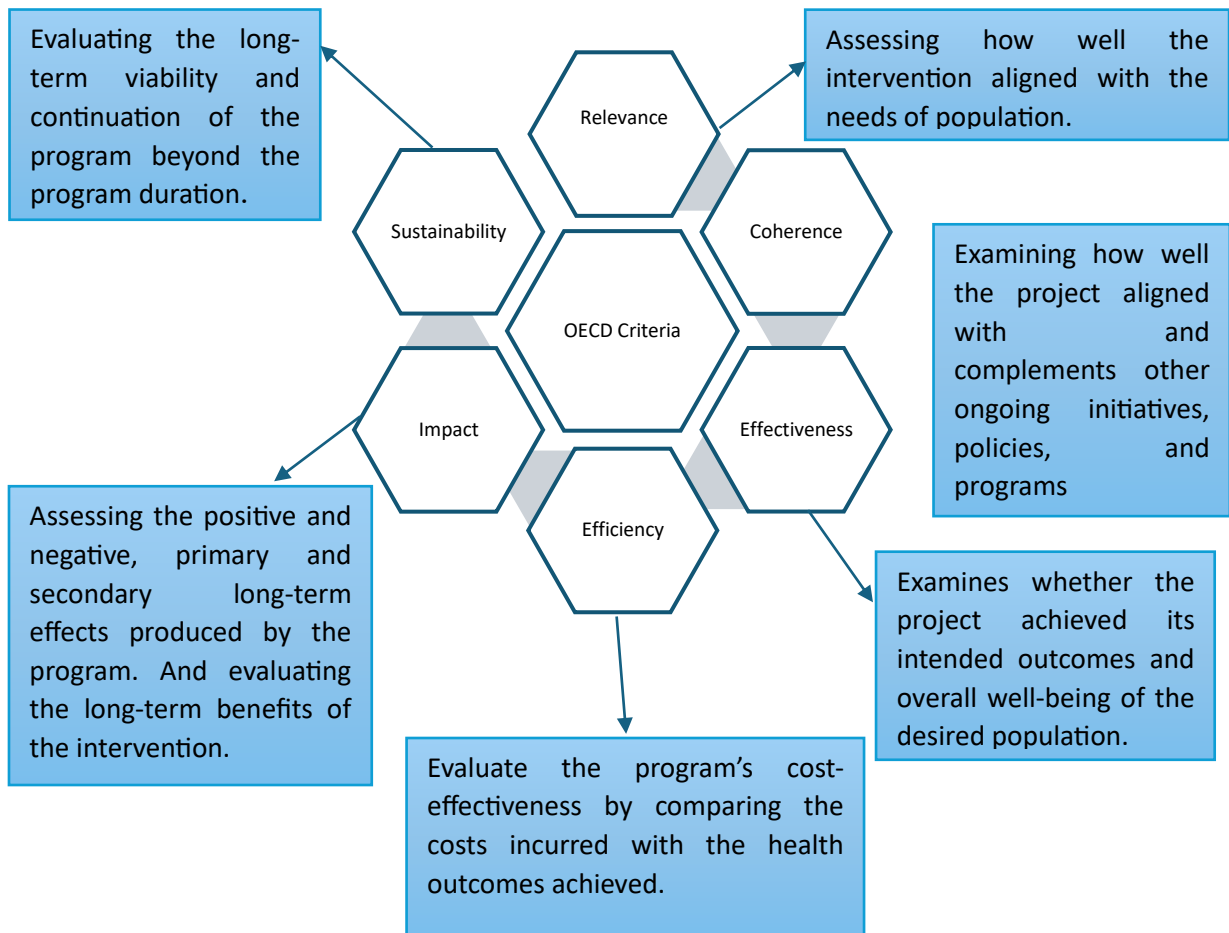 Evaluating the long-
term viability and
continuation of the
program beyond the
program duration.
Relevance
Assessing how well the
intervention aligned with the
needs of population.
Sustainability
Coherence
Examining how well
the project aligned
with and
complements other
ongoing initiatives,
policies, and
programs
OECD Criteria
Impact
Effectiveness
Assessing the positive and
negative, primary and
secondary long-term
effects produced by the
program. And evaluating
the long-term benefits of
the intervention.
Efficiency
Examines whether the
project achieved its
intended outcomes and
overall well-being of the
desired population.
Evaluate the program’s cost-
effectiveness by comparing the
costs incurred with the health
outcomes achieved.